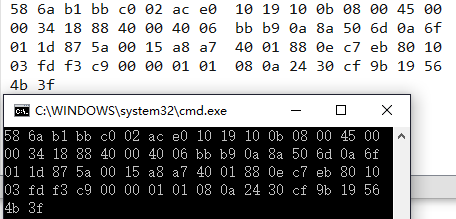 58 6a b1 bb c0 02 ac e0 10 19 10 0b 08 00 45 00
00 34 18 88 40 00 40 06 bb b9 0a 8a 50 6d 0a 6f
01 1d 87 5a 00 15 a8 a7 40 01 88 0e c7 eb 80 10
03 fd f3 c9 00 00 01 01 08 0a 24 30 cf 9b 19 56
4b 3f
C:\WINDOWS\system32\cmd.exe
58 6a b1 bb c0 02 ac e0 10 19 10 0b 08 00 45 00
00 34 18 88 40 00 40 06 bb b9 0a 8a 50 6d 0a 6f
01 1d 87 5a 00 15 a8 a7 40 01 88 0e c7 eb 80 10
03 fd f3 c9 00 00 01 01 08 0a 24 30 cf 9b 19 56
4b 3f